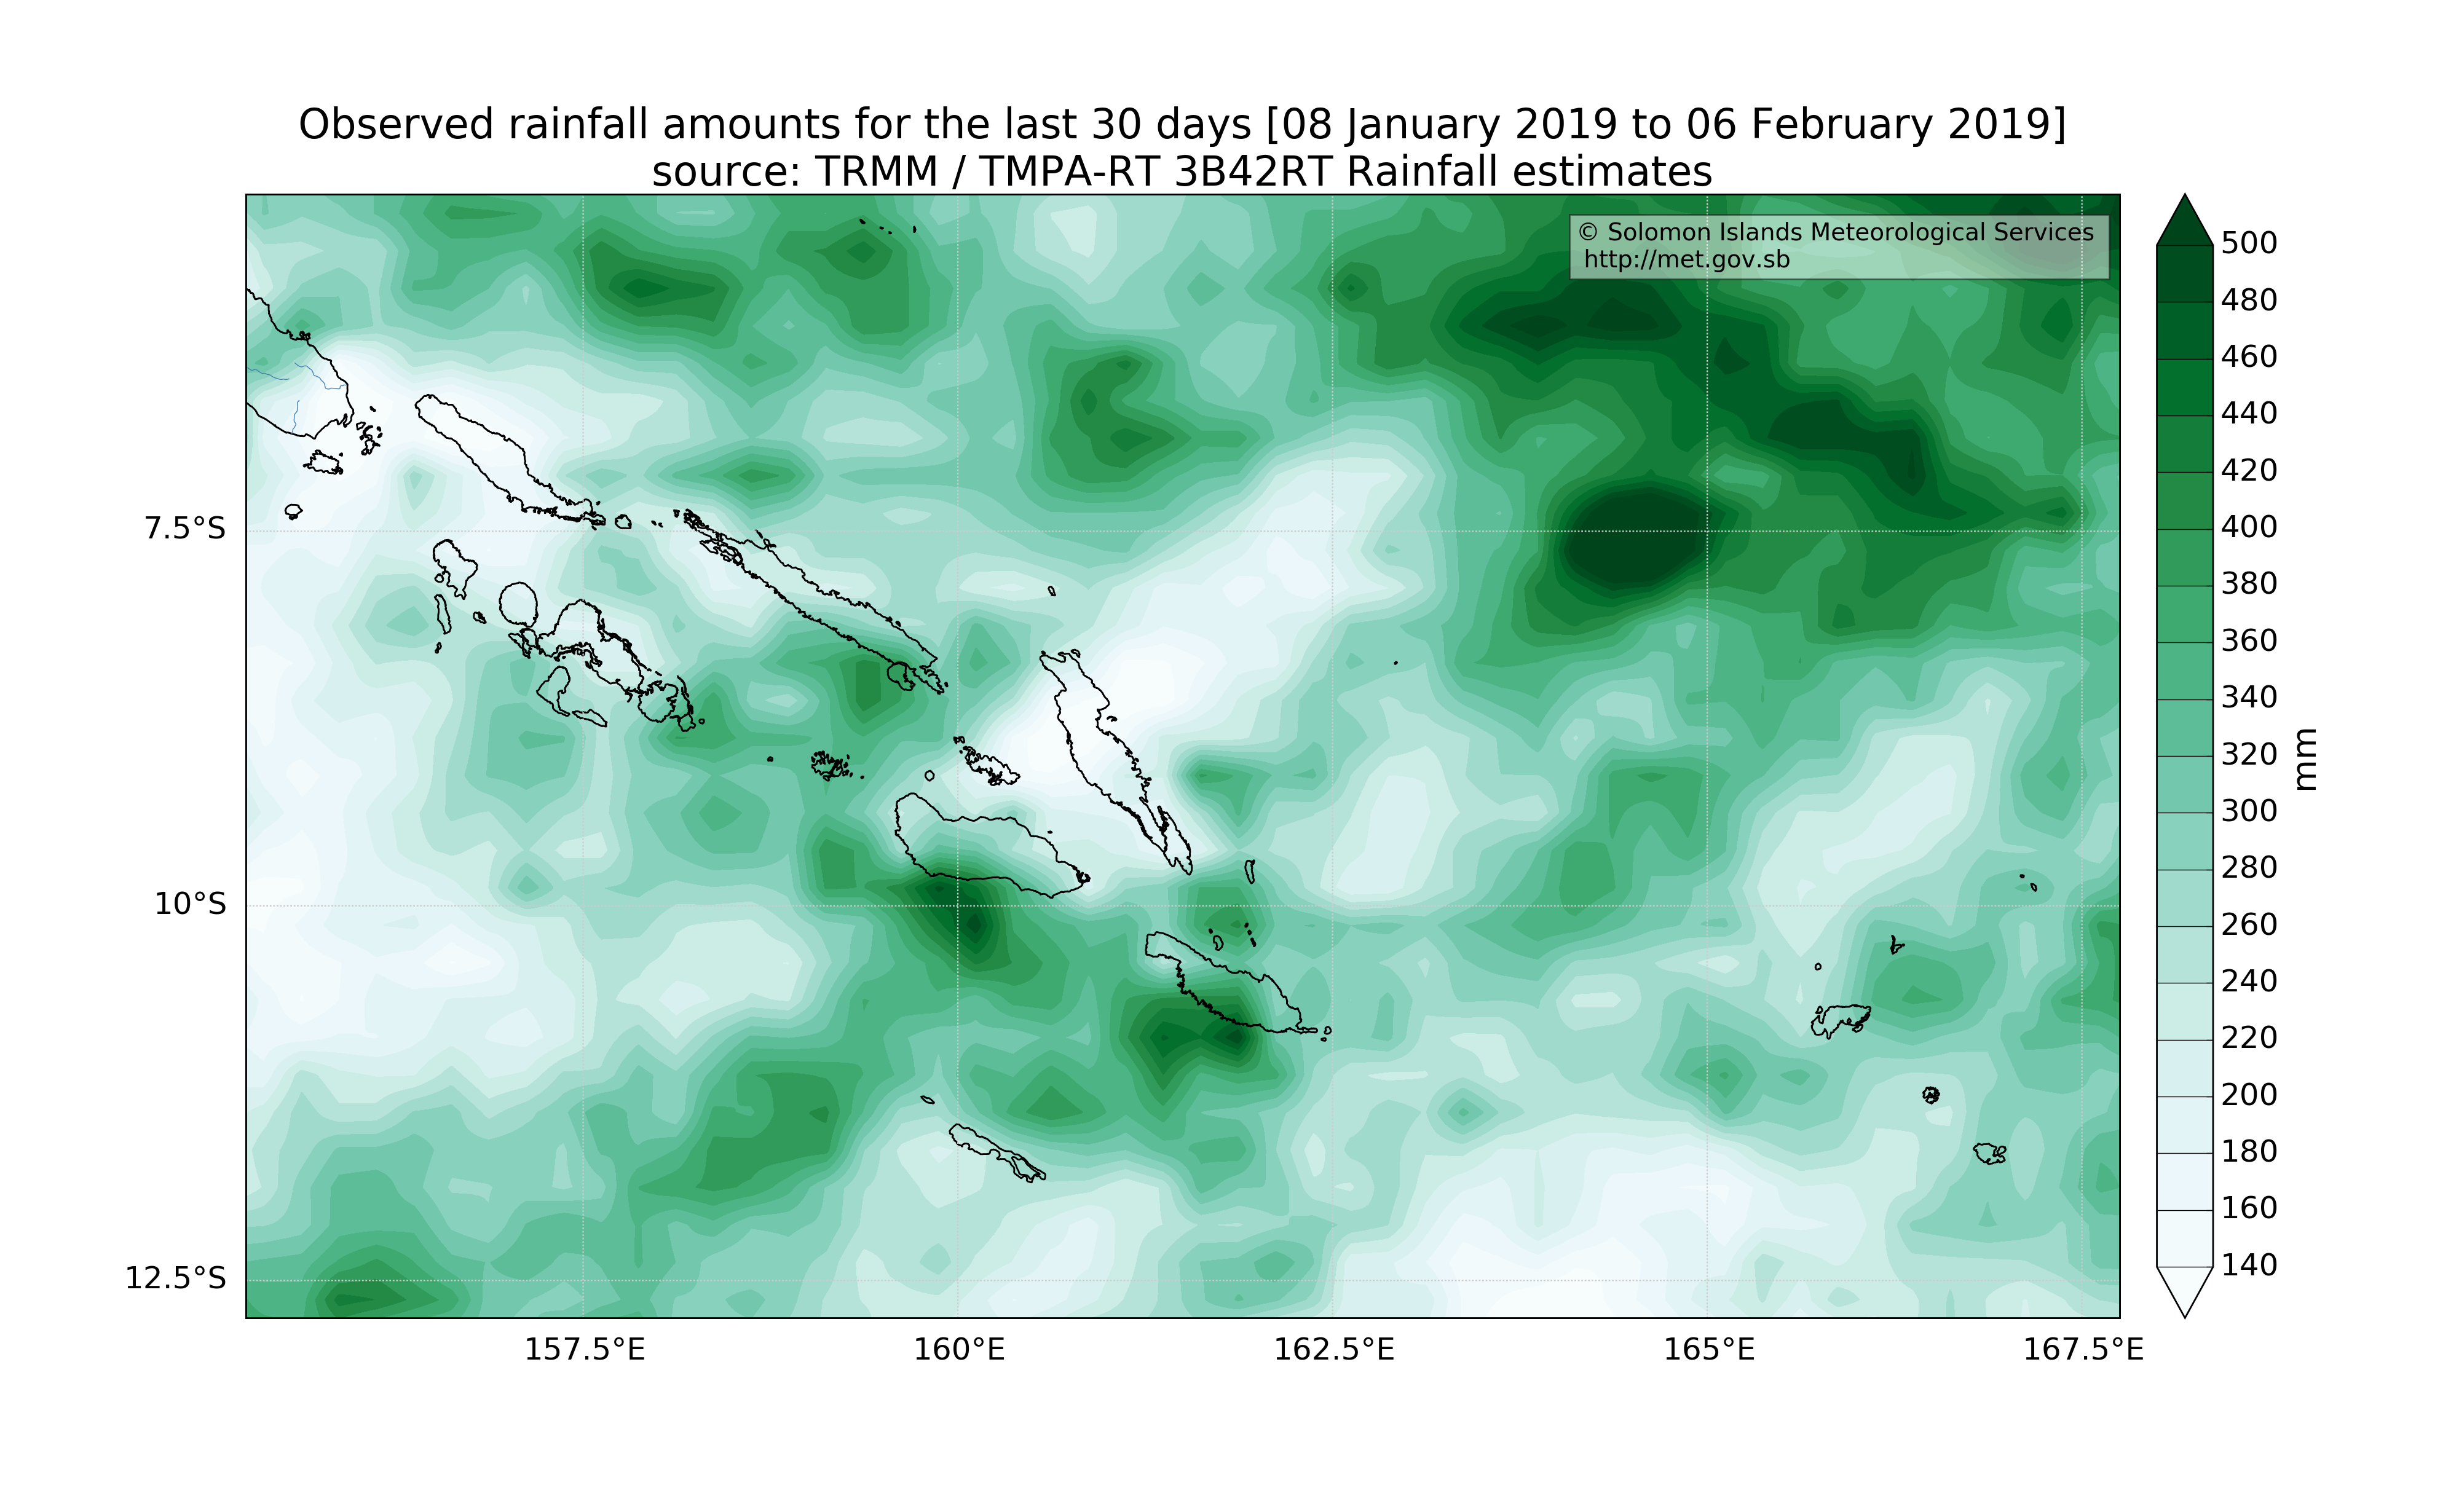 Observed rainfall amounts for the last 30 days [08 January 2019 to 06 February 2019]
source: TRMM / TMPA-RT 3B42RT Rainfall estimates
© Solomon Islands Meteorological Services
http://met.gov.sb
7.5°S
10°S
12.5°S
157.5°E
160°E
162.5°E
165°E
167.5°E
500
480
460
440
420
400
380
360
340
320
300
280
260
240
220
200
180
160
140
mm